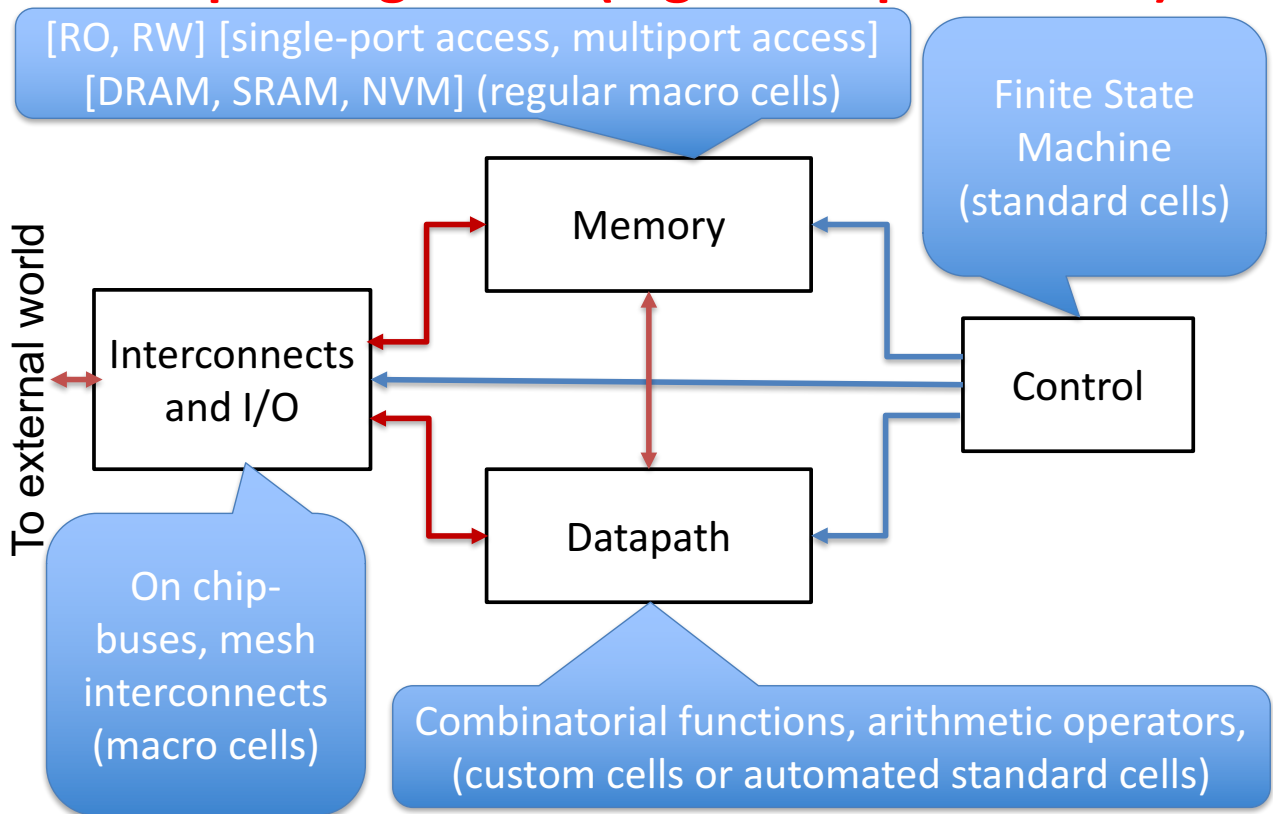 [RO, RW] [single-port access, multiport access]
[DRAM, SRAM, NVM] (regular macro cells)
Finite State
Machine
(standard cells)
Memory
To external world
Interconnects
and I/O
Control
Datapath
On chip-
buses, mesh
interconnects
(macro cells)
Combinatorial functions, arithmetic operators,
(custom cells or automated standard cells)